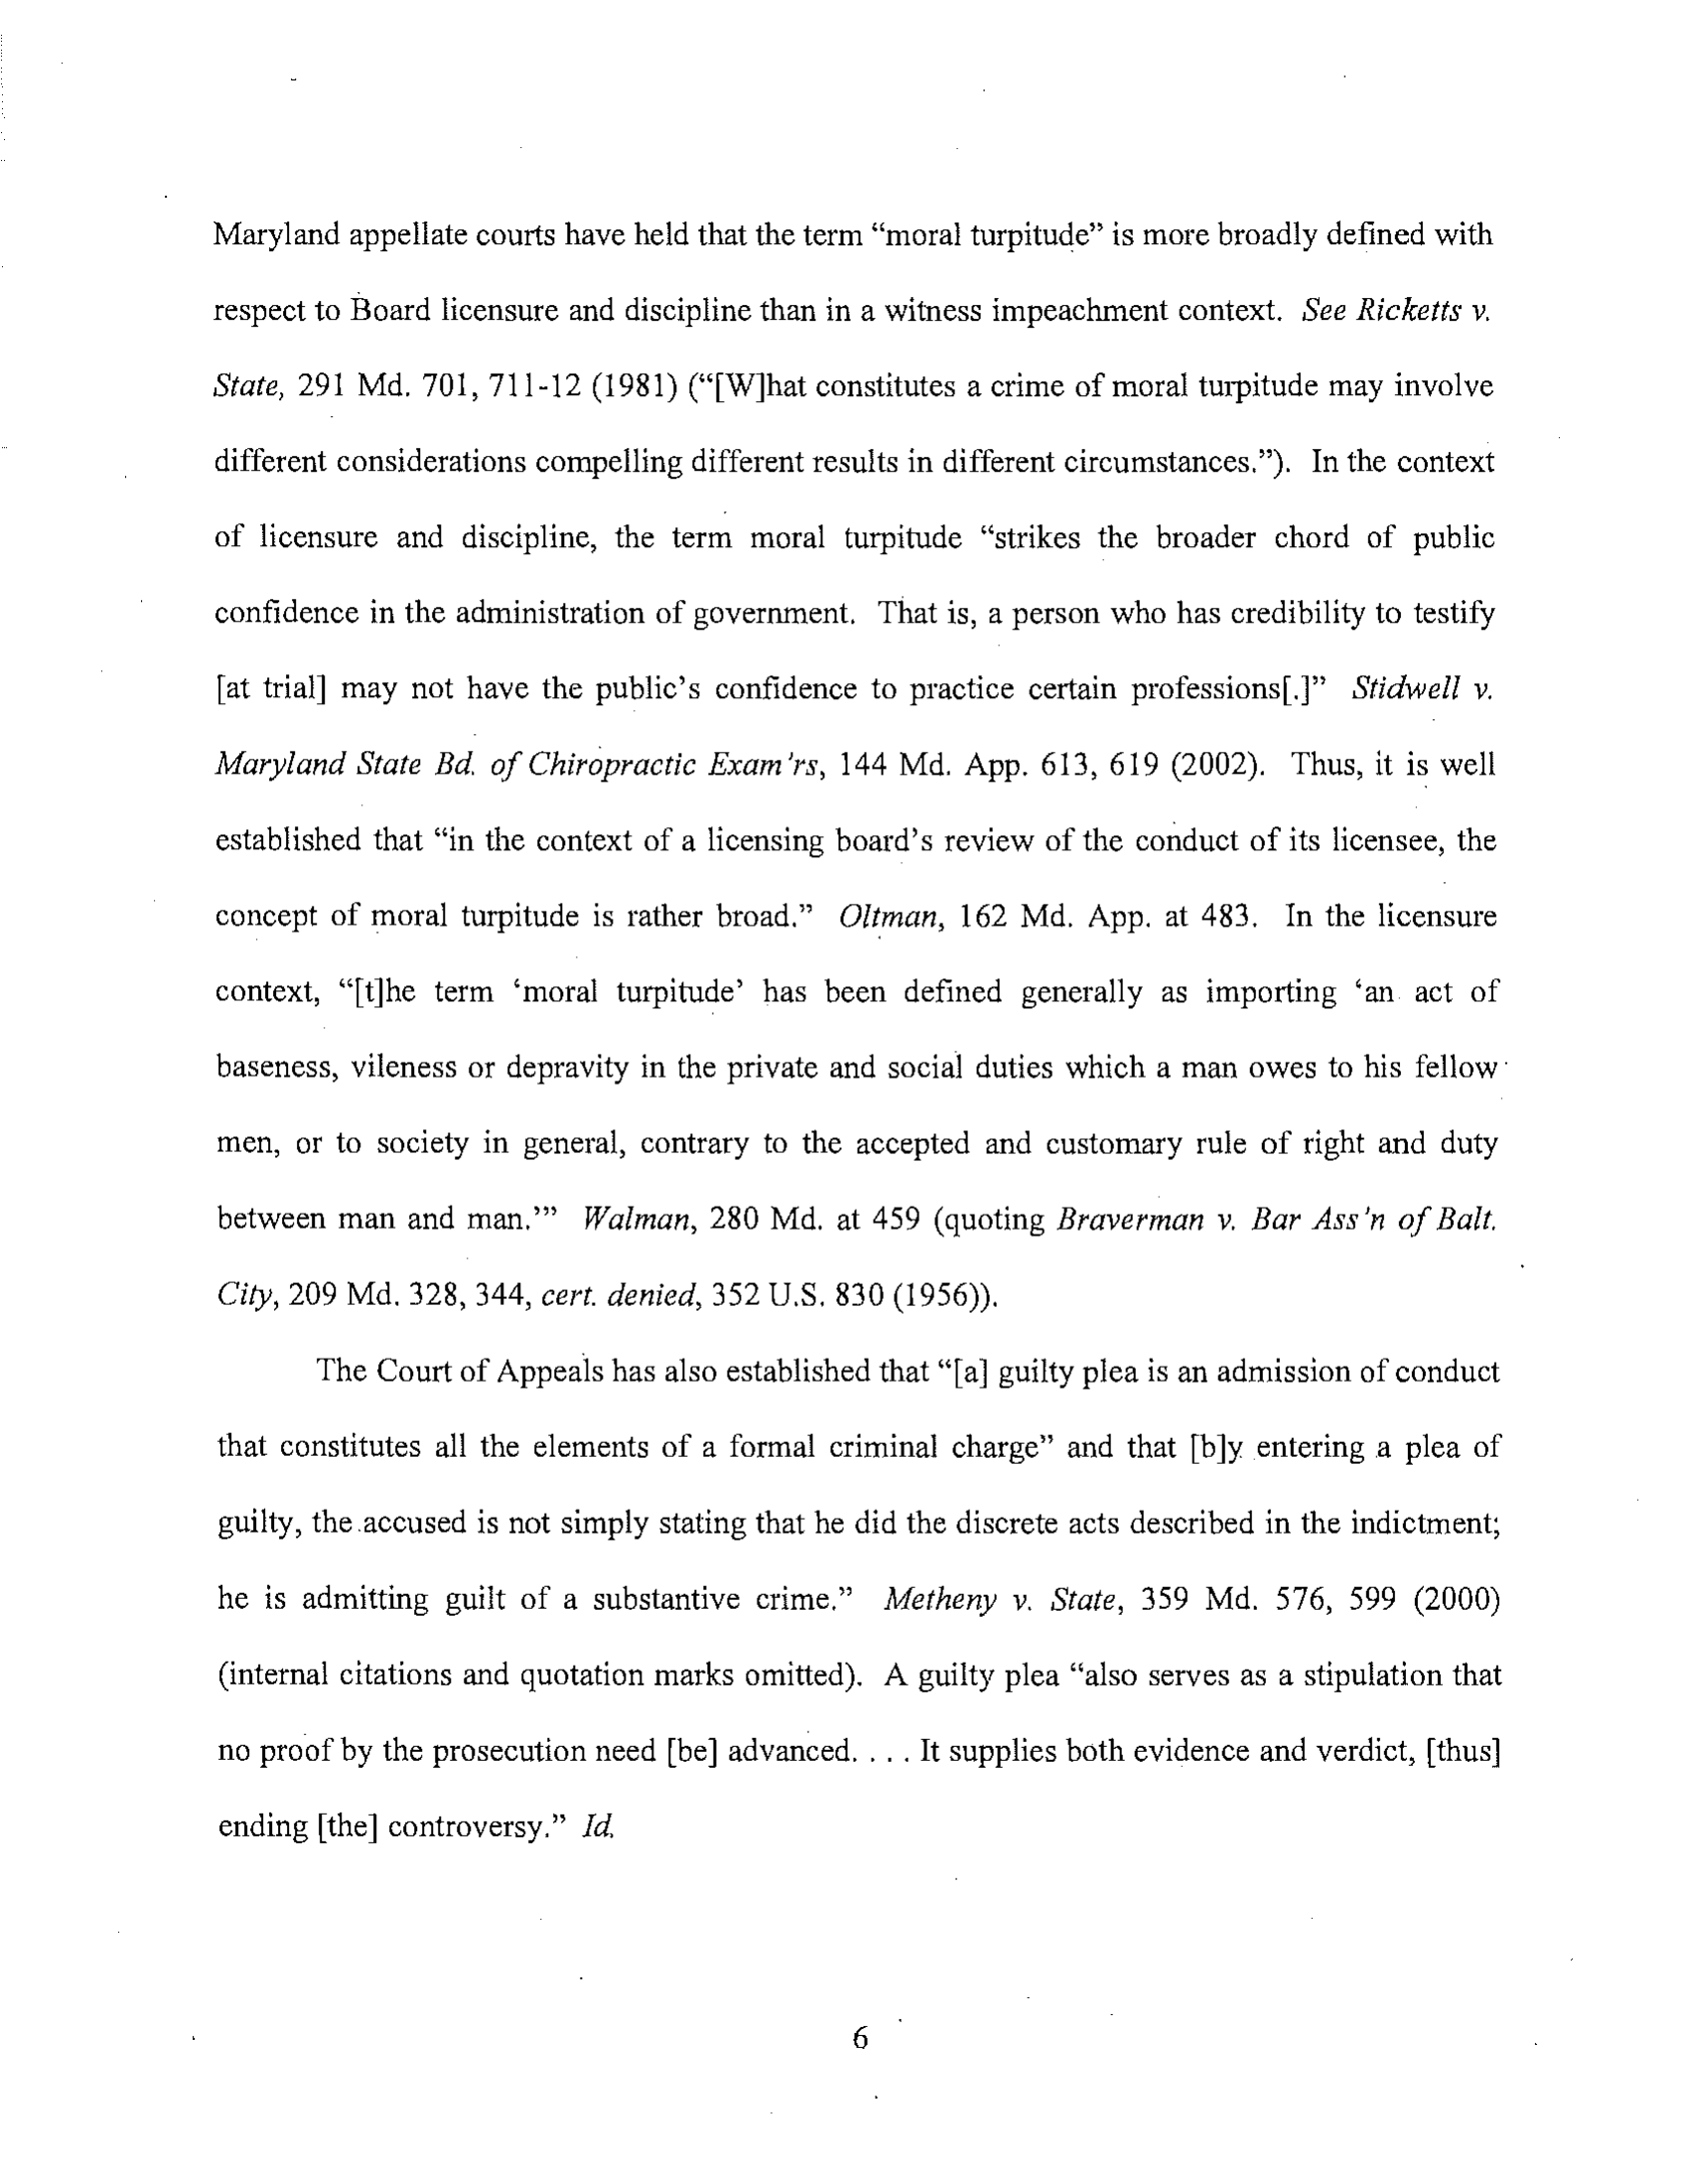 Maryland appellate courts have held that the term “moral turpitude” is more broadly defined with
respect to Board licensure and discipline than in a witness impeachment context. See Ricketts v.
State, 291 Md. 701, 711-12 (1981) (“[W]hat constitutes a crime of moral turpitude may involve
different considerations compelling different results in different circumstances.”). In the context
of licensure and discipline, the term moral turpitude “strikes the broader chord of public
confidence in the administration of government. That is, a person who has credibility to testify
[at trial] may not have the public’s confidence to practice certain professions[.]” Stidwell v.
Maryland State Bd. of Chiropractic Exam’rs, 144 Md. App. 613, 619 (2002). Thus, it is well
established that “in the context of a licensing board’s review of the conduct of its licensee, the
concept of moral turpitude is rather broad.” Oltman, 162 Md. App. at 483. In the licensure
context, “[t]he term ‘moral turpitude’ has been defined generally as importing ‘an act of
baseness, vileness or depravity in the private and social duties which a man owes to his fellow
men, or to society in general, contrary to the accepted and customary rule of right and duty
between man and man.’” Walman, 280 Md. at 459 (quoting Braverman v. Bar Ass’n of Balt.
City, 209 Md. 328, 344, cert. denied, 352 U.S. 830 (1956)).
The Court of Appeals has also established that “[a] guilty plea is an admission of conduct
that constitutes all the elements of a formal criminal charge” and that [b]y entering a plea of
guilty, the accused is not simply stating that he did the discrete acts described in the indictment;
he is admitting guilt of a substantive crime.” Metheny v. State, 359 Md. 576, 599 (2000)
(internal citations and quotation marks omitted). A guilty plea “also serves as a stipulation that
no proof by the prosecution need [be] advanced. . . . It supplies both evidence and verdict, [thus]
ending [the] controversy.” Id.
6